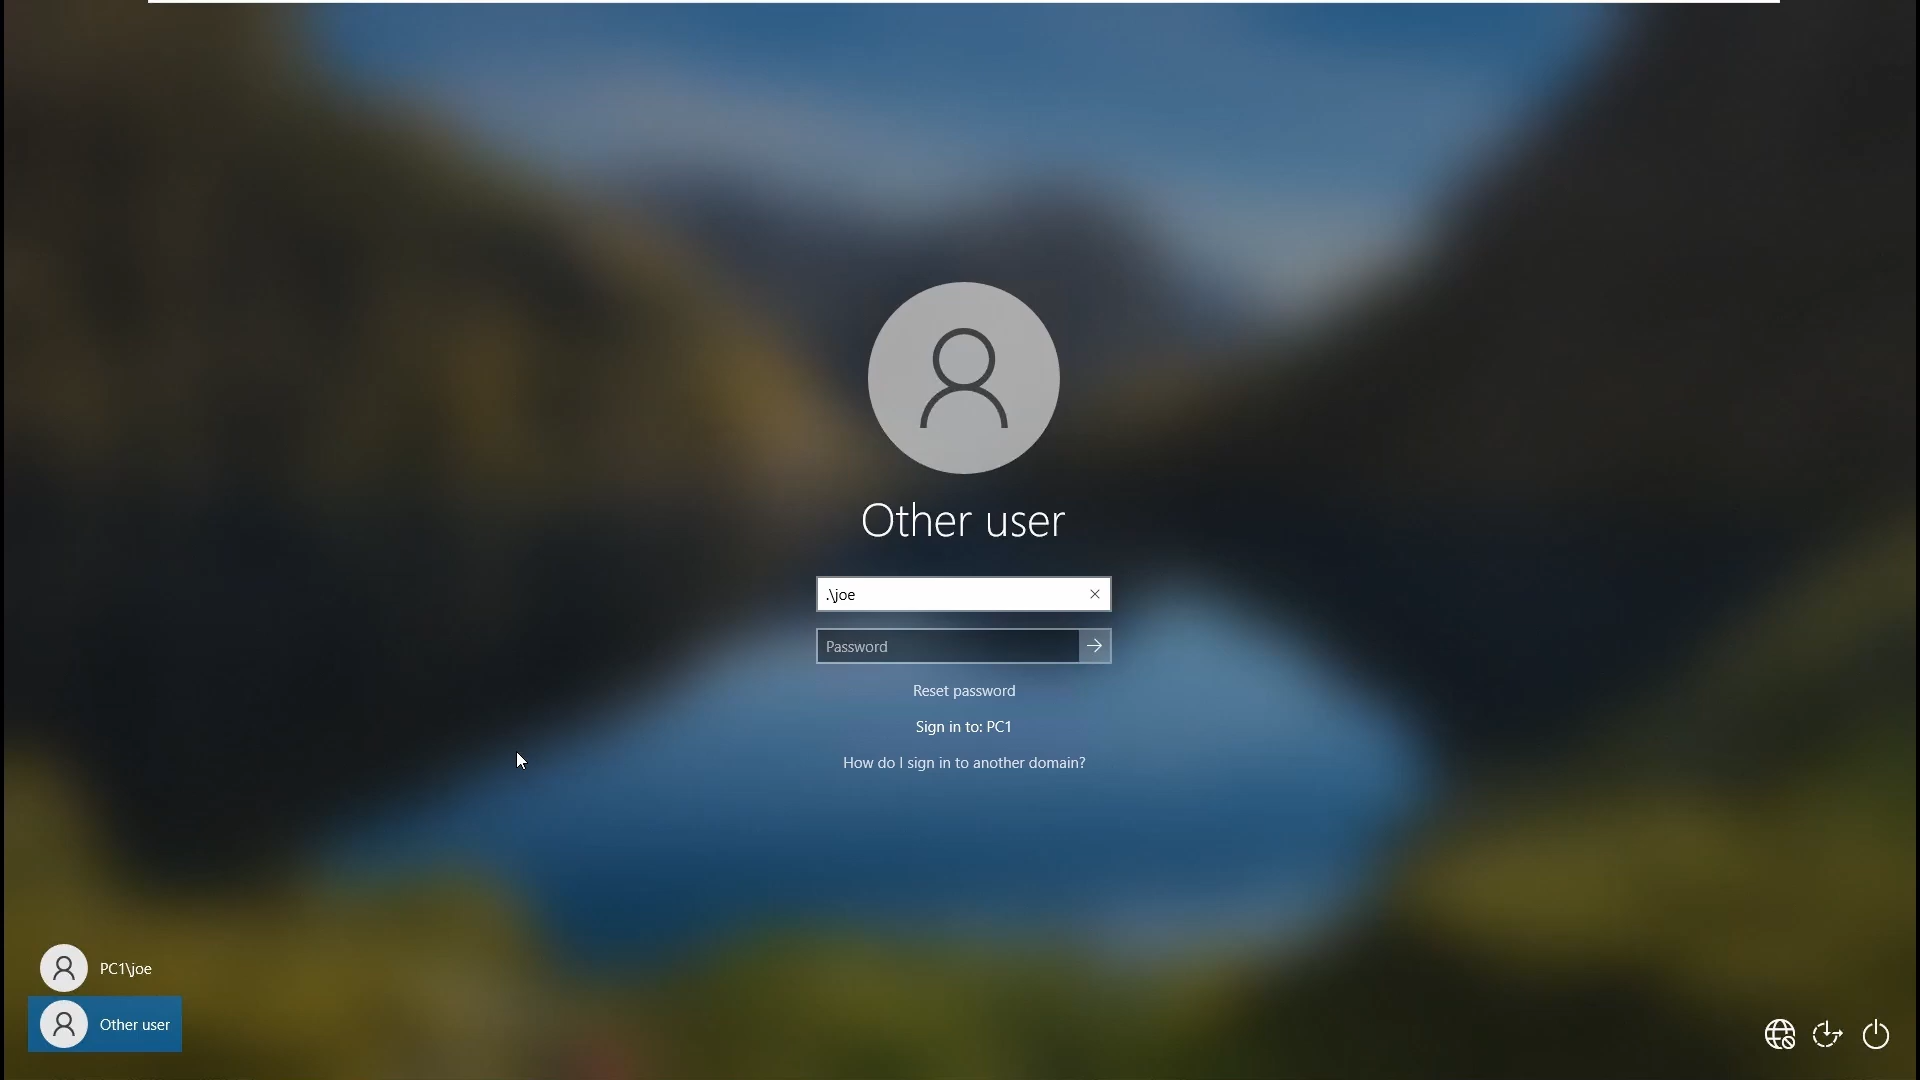 Other user
.\joe
Password
Reset password
Sign in to: PC1
How do I sign in to another domain?
PC1\joe
Other user